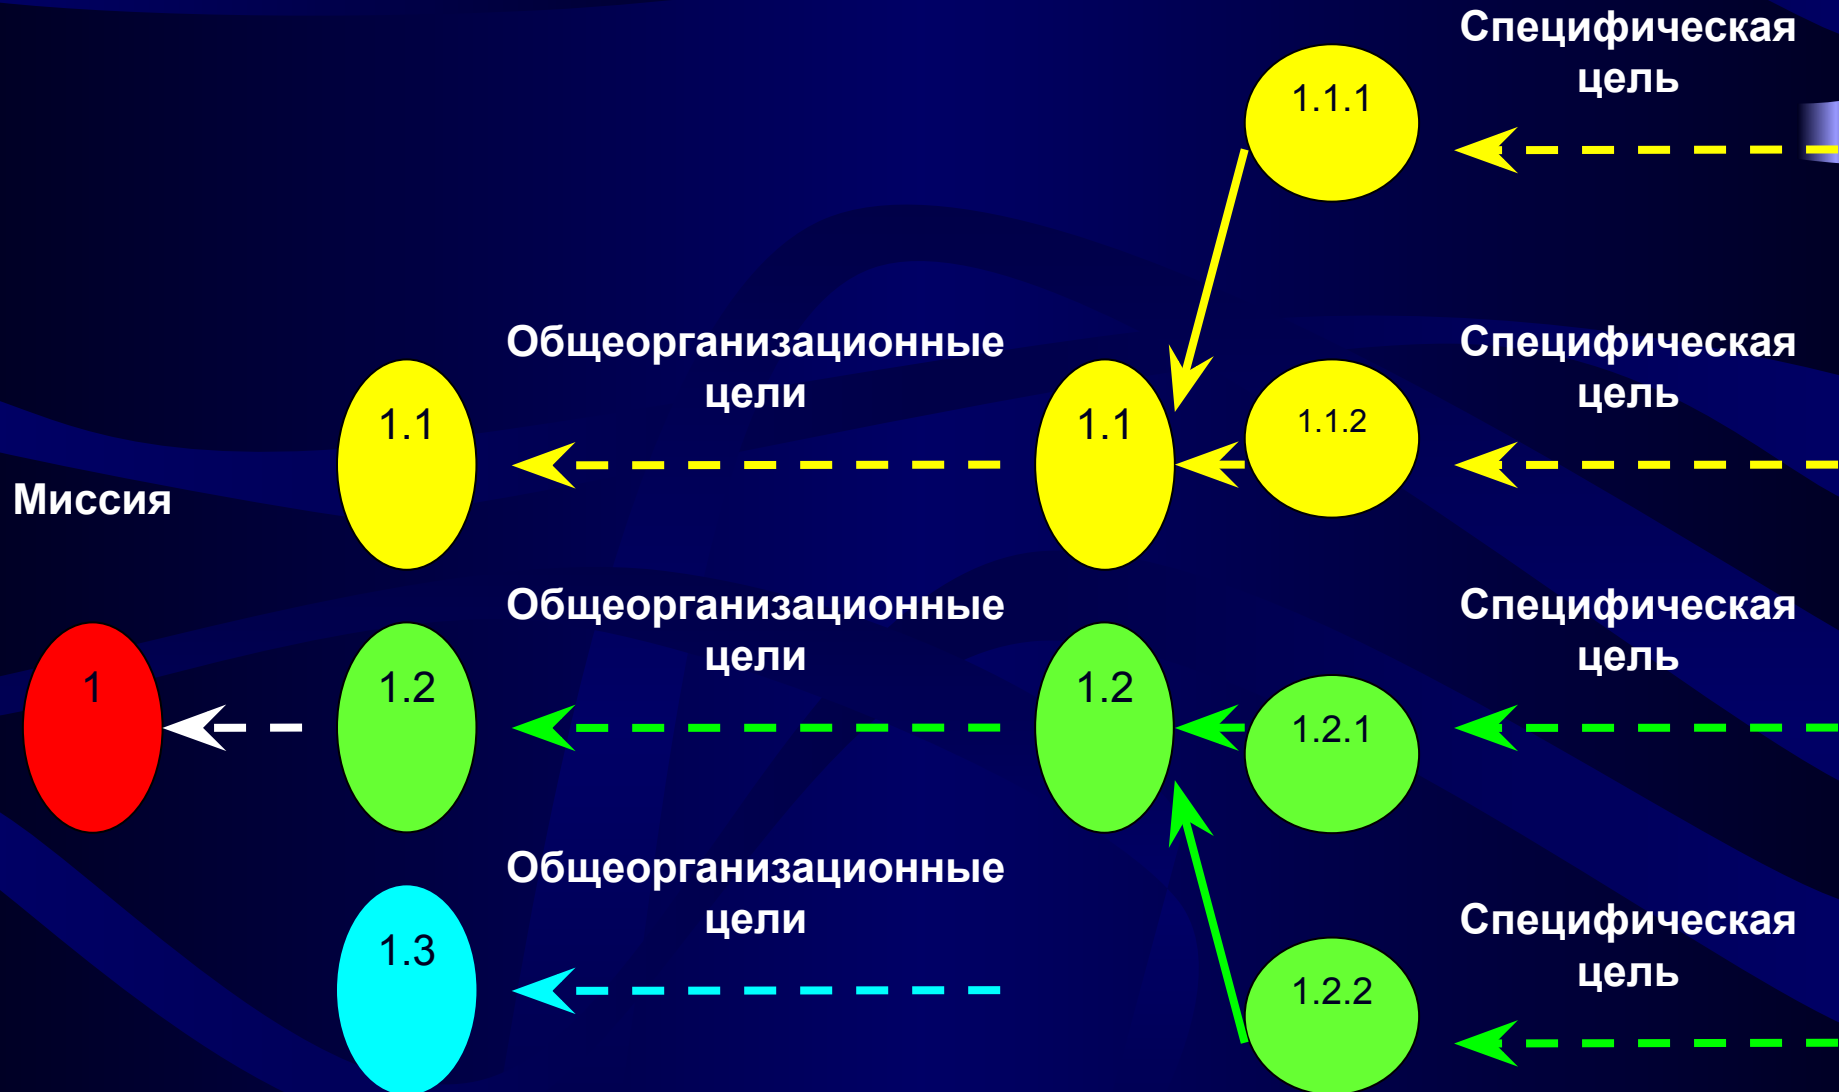 Специфическая
цель
1.1.1
Общеорганизационные
цели
Специфическая
цель
1.1
1.1
1.1.2
Миссия
Общеорганизационные
цели
Специфическая
цель
1
1.2
1.2
1.2.1
Общеорганизационные
цели
Специфическая
цель
1.3
1.2.2